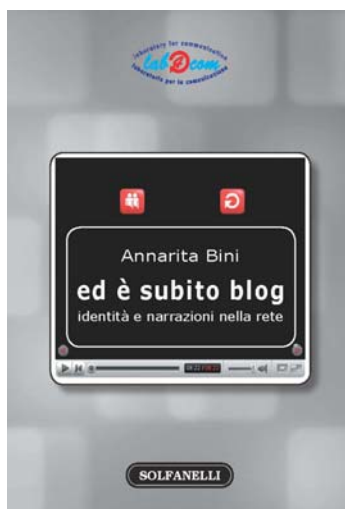 laboratory for communication
lab com
laboratorio per la comunicazione
Annarita Bini
ed è subito blog
identità e narrazioni nella rete
SOLFANELLI